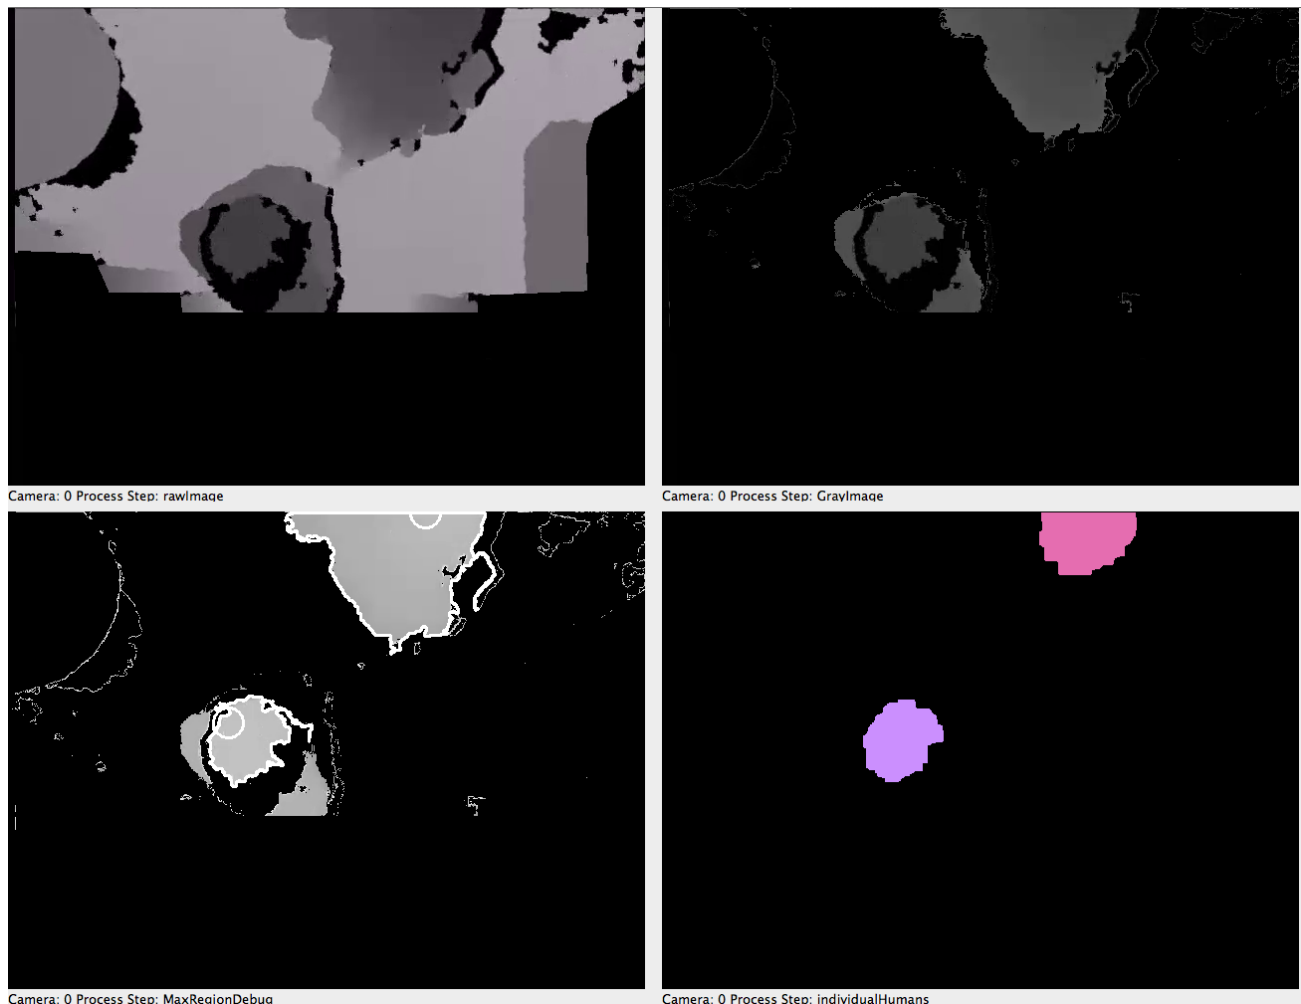 Camera: 0 Process Step: rawImage
Camera: 0 Process Step: GrayImage
Camera: 0 Process Step: MaxRegionDebug
Camera: 0 Process Step: individualHumans